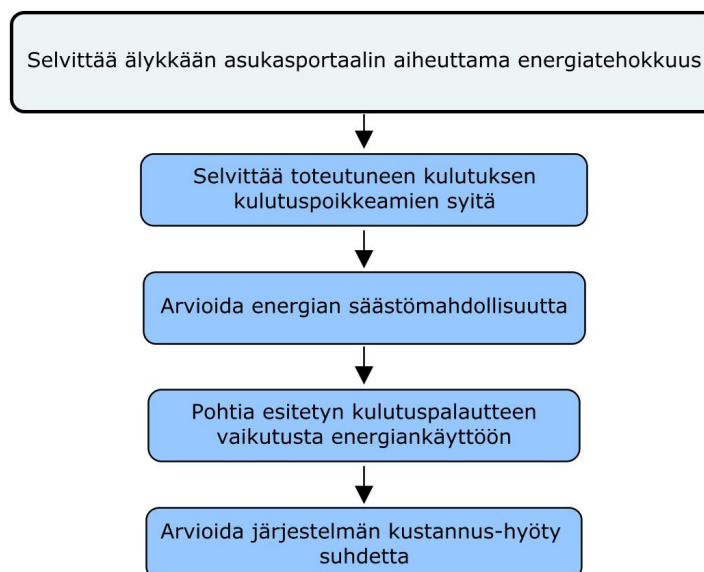 Selvittää älykkään asukasportaalin aiheuttama energiatehokkuus
Selvittää toteutuneen kulutuksen
kulutuspoikkeamien syitä
Arvioida energian säästömahdollisuutta
Pohtia esitetyn kulutuspalautteen
vaikutusta energiankäyttöön
Arvioida järjestelmän kustannus-hyöty
suhdetta